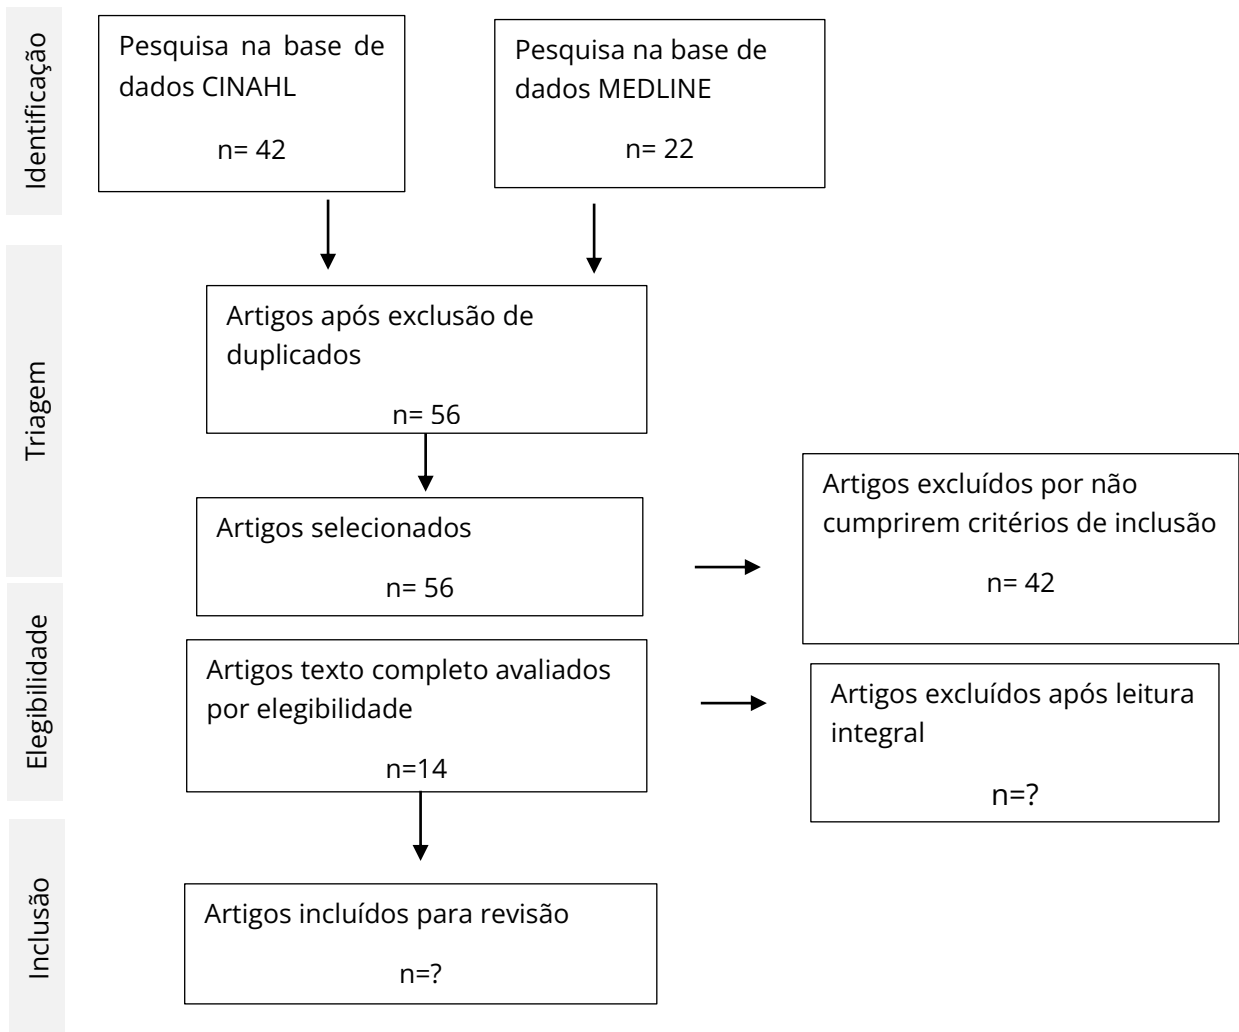 Identificação
Pesquisa na base de
dados CINAHL
n= 42
Pesquisa na base de
dados MEDLINE
n= 22
Triagem
Artigos após exclusão de
duplicados
n= 56
Artigos selecionados
n= 56
Artigos excluídos por não
cumprirem critérios de inclusão
n= 42
Elegibilidade
Artigos texto completo avaliados
por elegibilidade
n=14
Artigos excluídos após leitura
integral
n=?
Inclusão
Artigos incluídos para revisão
n=?